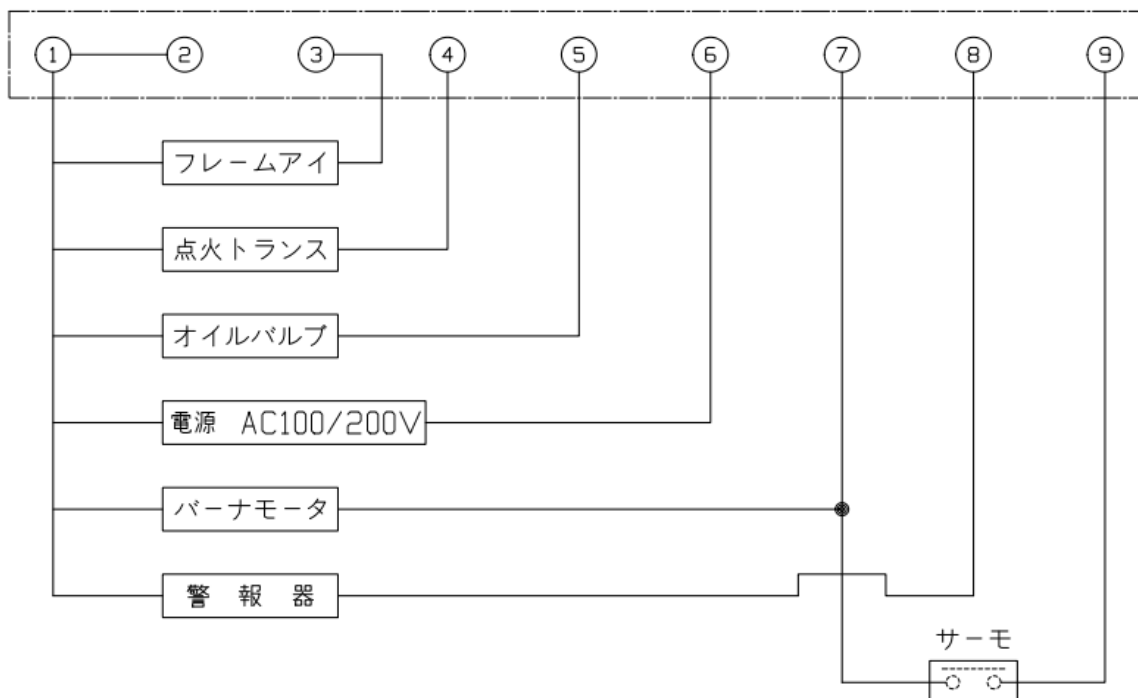 ① ② ③ ④ ⑤ ⑥ ⑦ ⑧ ⑨
フレームアイ
点火トランス
オイルバルブ
電源 AC100/200V
バーナモータ
警報器
サーモ